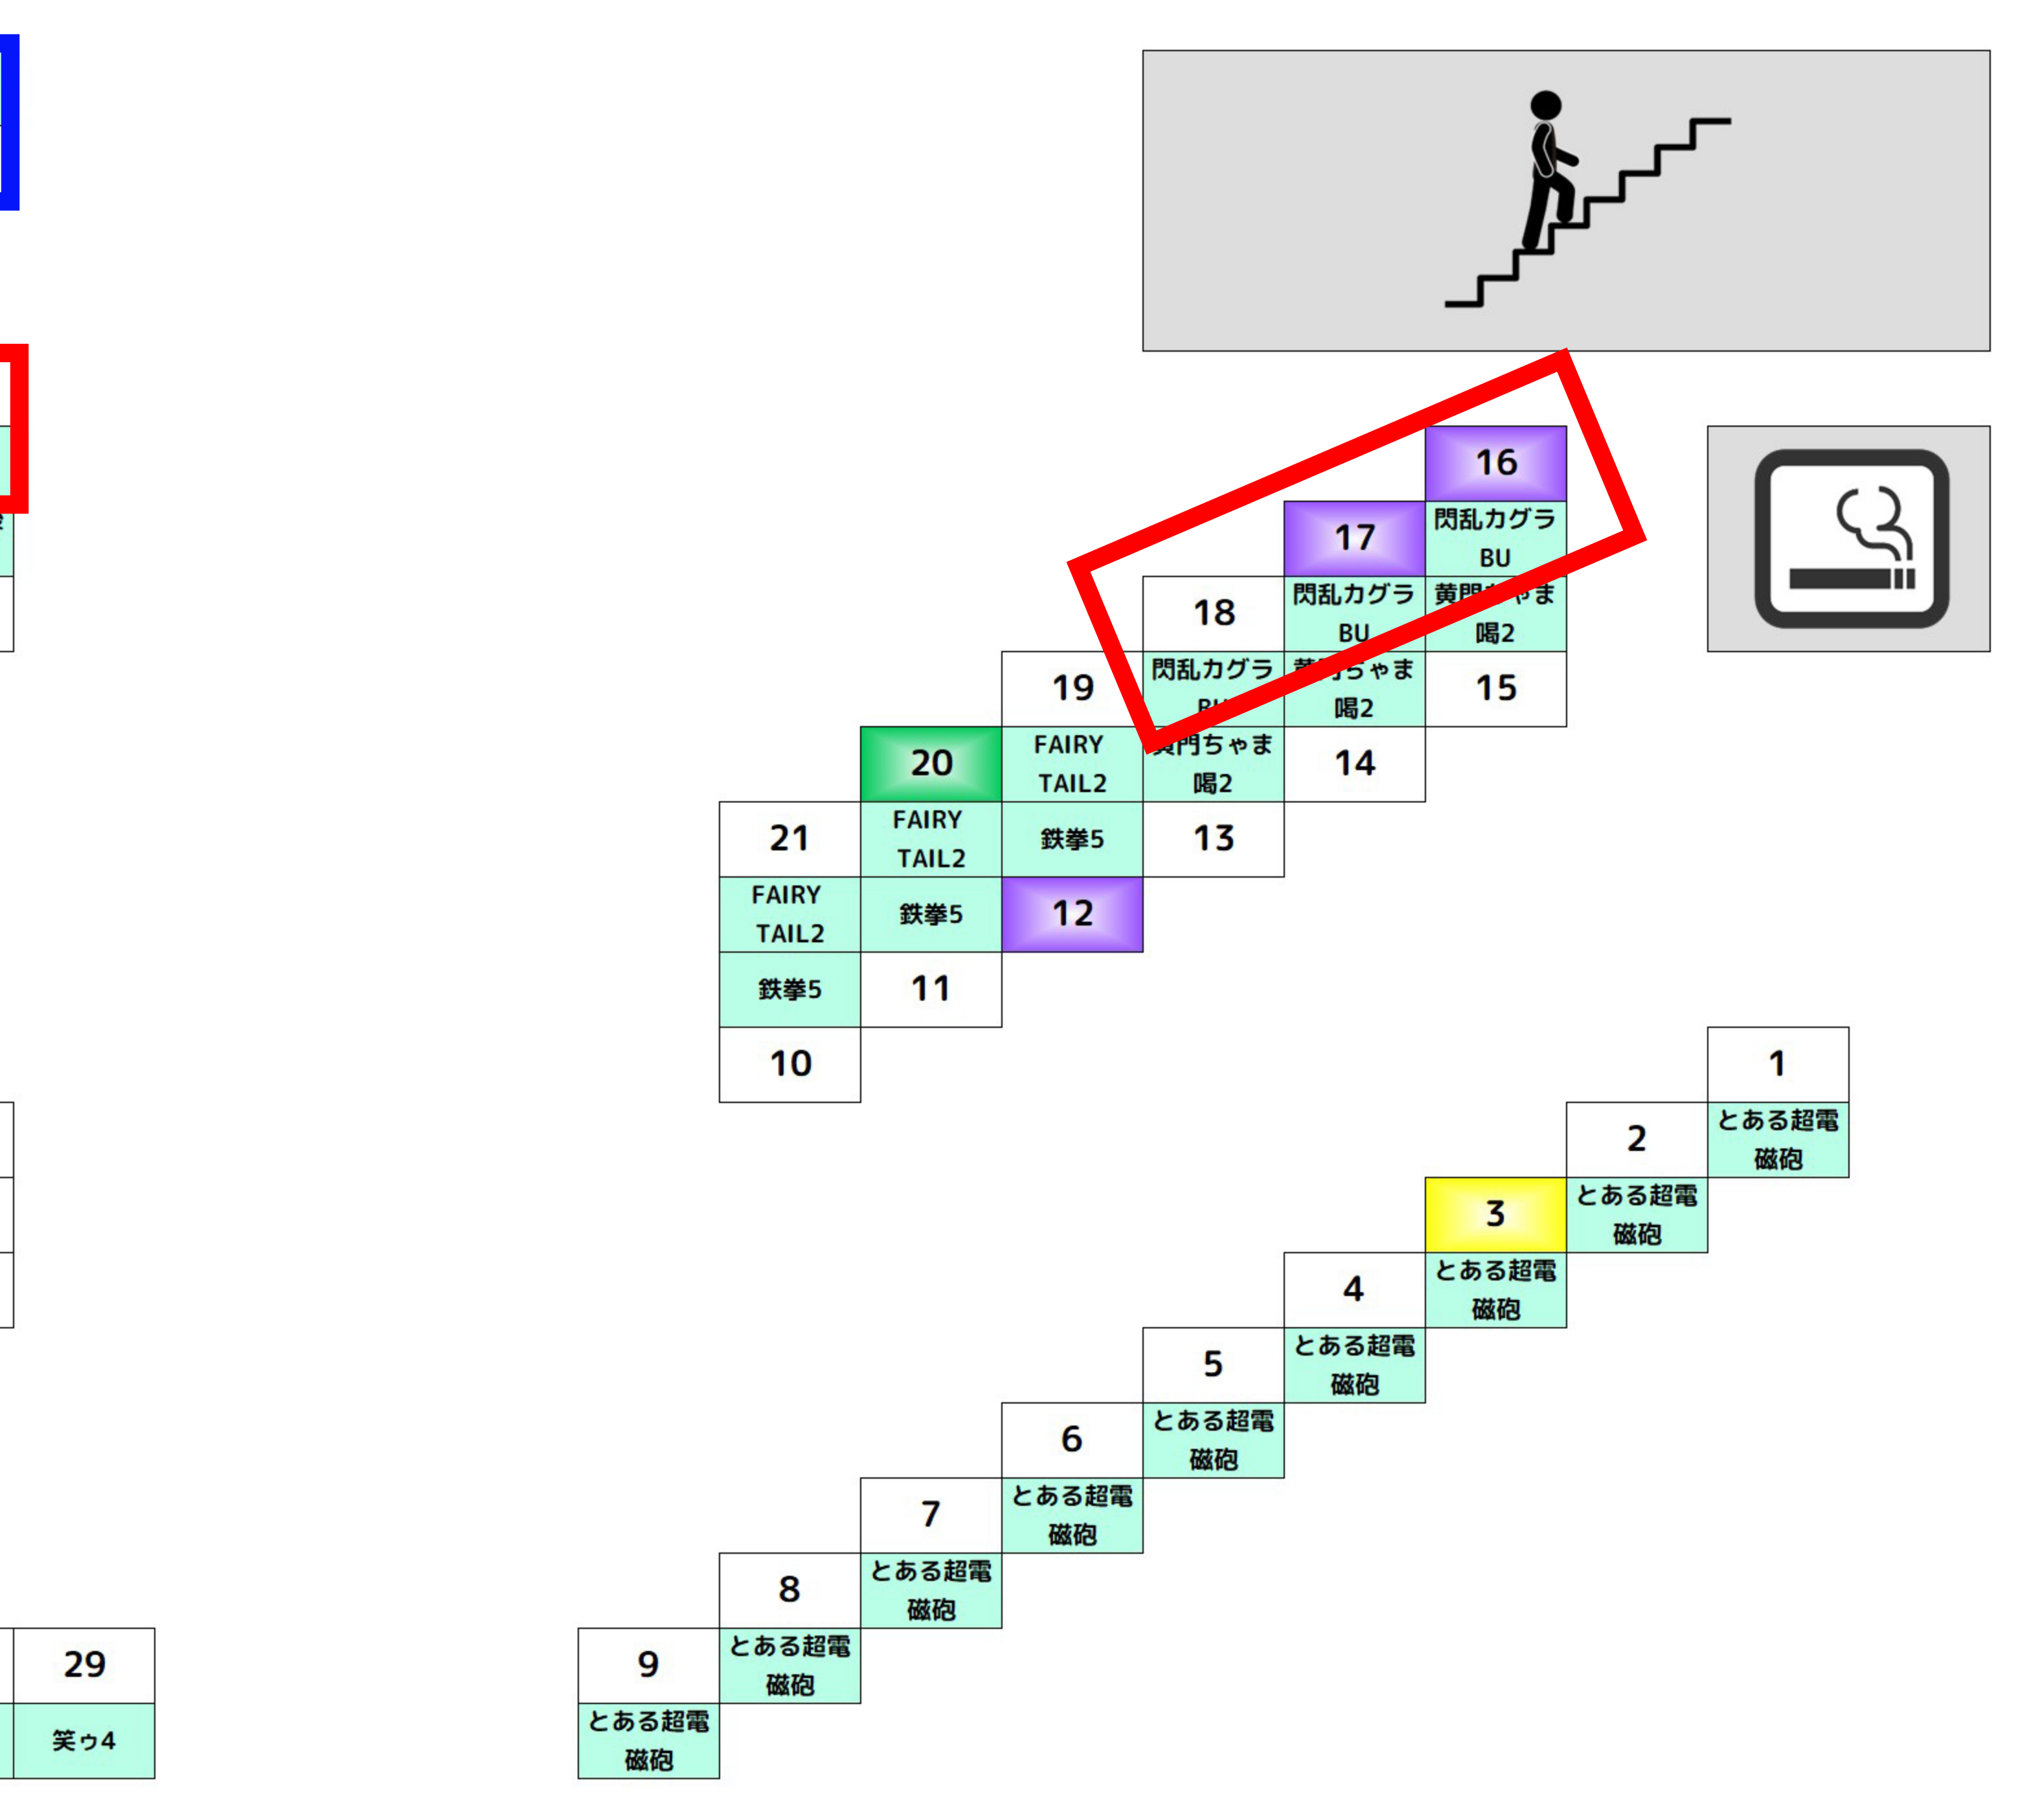 16
17
閃乱カグラ
BU
18
閃乱カグラ
BU
黄門ちゃま
喝2
19
閃乱カグラ
BU
黄門ちゃま
喝2
15
20
FAIRY
TAIL2
黄門ちゃま
喝2
14
21
FAIRY
TAIL2
鉄拳5
13
FAIRY
TAIL2
鉄拳5
12
鉄拳5
11
10
1
2
とある超電
磁砲
3
とある超電
磁砲
4
とある超電
磁砲
5
とある超電
磁砲
6
とある超電
磁砲
7
とある超電
磁砲
8
とある超電
磁砲
9
とある超電
磁砲
29
とある超電
磁砲
笑ゥ4